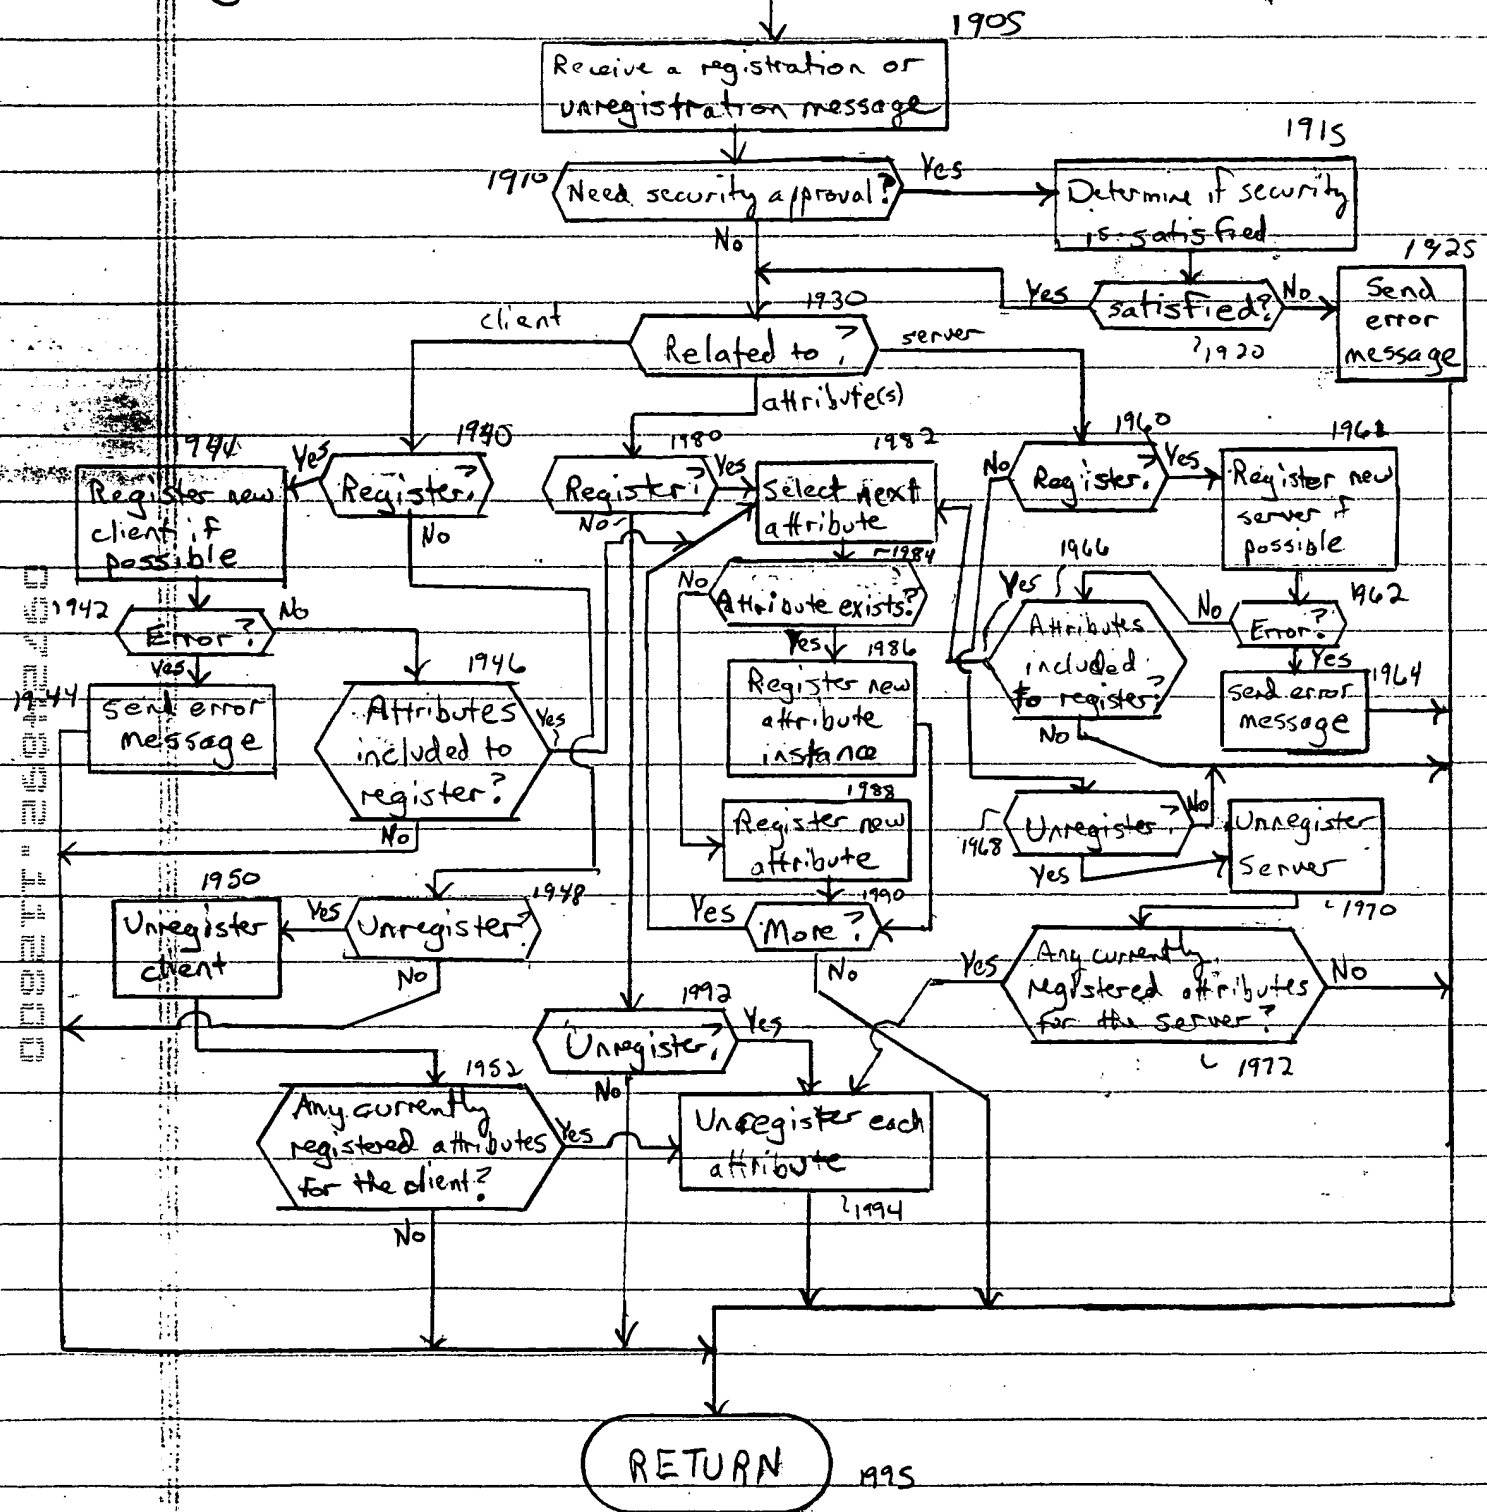 1905
Receive a registration or
unregistration message
1910
Need security approval?
Yes
No
1915
Determine if security
is satisfied
1925
Send
error
message
satisfied?
Yes
No
1920
1930
Related to?
client
server
attribute(s)
1940
Register?
Yes
No
Register new
client if
possible
1942
Error?
No
Yes
1944
Send error
message
1946
Attributes
included to
register?
Yes
No
1948
Unregister?
Yes
No
1950
Unregister
client
1952
Any currently
registered attributes
for the client?
Yes
No
1980
Register?
Yes
No
1982
Select next
attribute
1984
Attribute exists?
No
Yes
1986
Register new
attribute
instance
1988
Register new
attribute
1990
More?
Yes
No
1992
Unregister?
Yes
No
Unregister each
attribute
1994
1960
Register?
No
Yes
Register new
server if
possible
1962
Error?
No
Yes
1964
Send error
message
1966
Attributes
included
to register?
Yes
No
1968
Unregister?
No
Yes
Unregister
Server
1970
Any currently
registered attributes
for the server?
Yes
No
1972
RETURN
1995